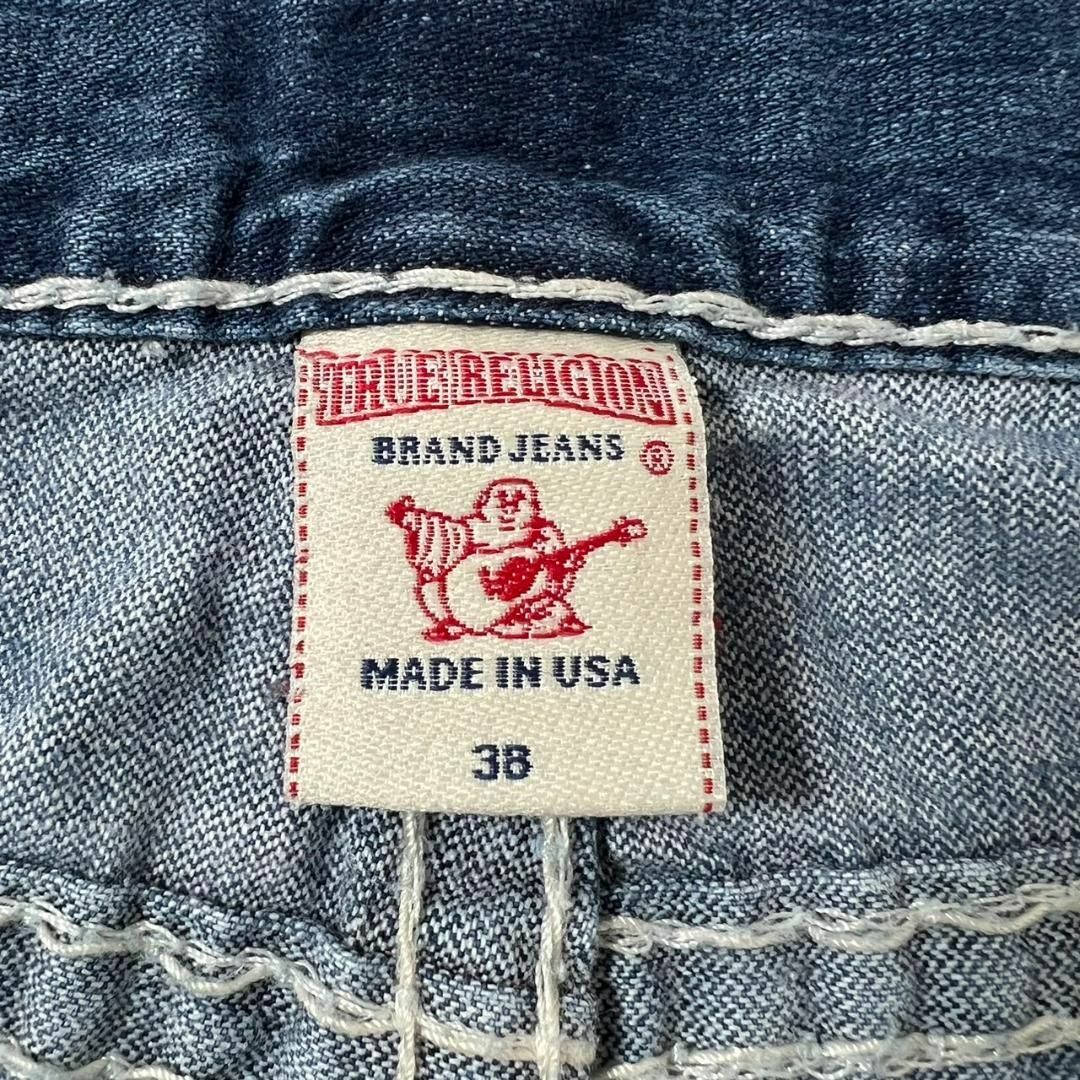 TRUE RELIGION
BRAND JEANS ®
MADE IN USA
38